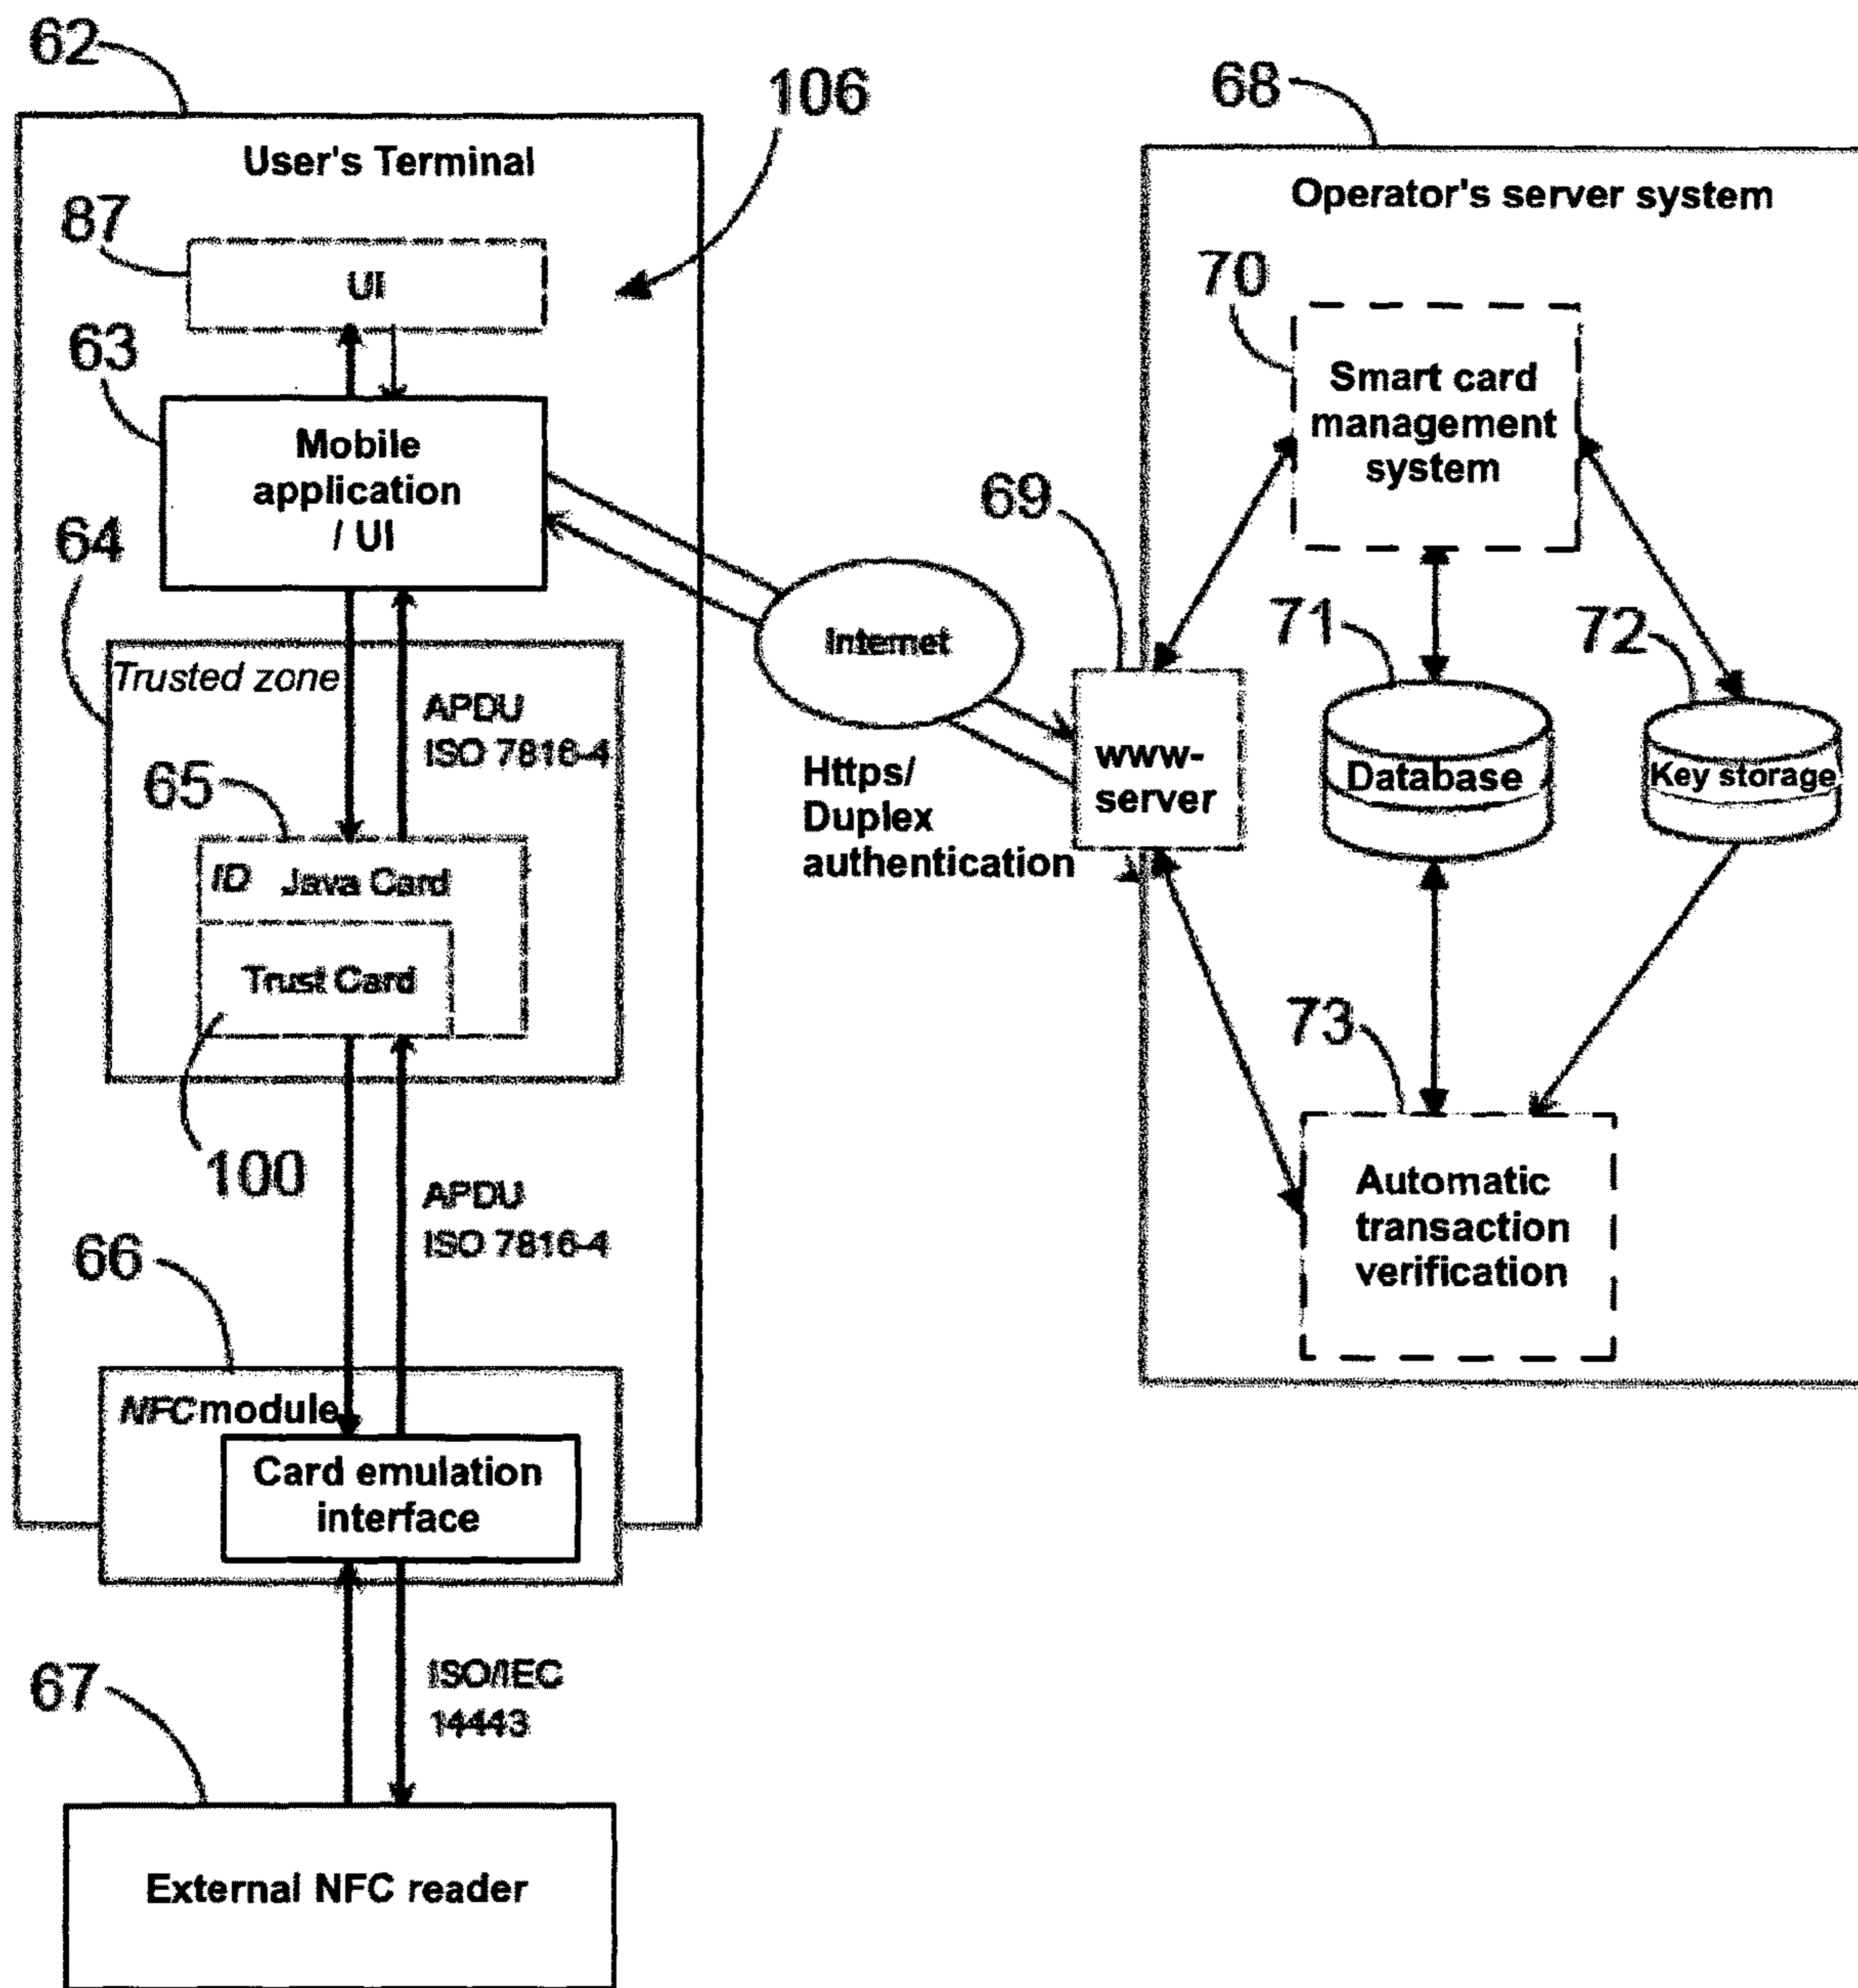 62
106
68
User's Terminal
Operator's server system
87
UI
70
63
Mobile
application
/ UI
Smart card
management
system
64
69
Trusted zone
APDU
ISO 7816-4
Internet
71
72
65
Https/
Duplex
authentication
www-
server
Database
Key storage
ID Java Card
Trust Card
73
100
APDU
ISO 7816-4
Automatic
transaction
verification
66
NFC module
Card emulation
interface
67
ISO/IEC
14443
External NFC reader